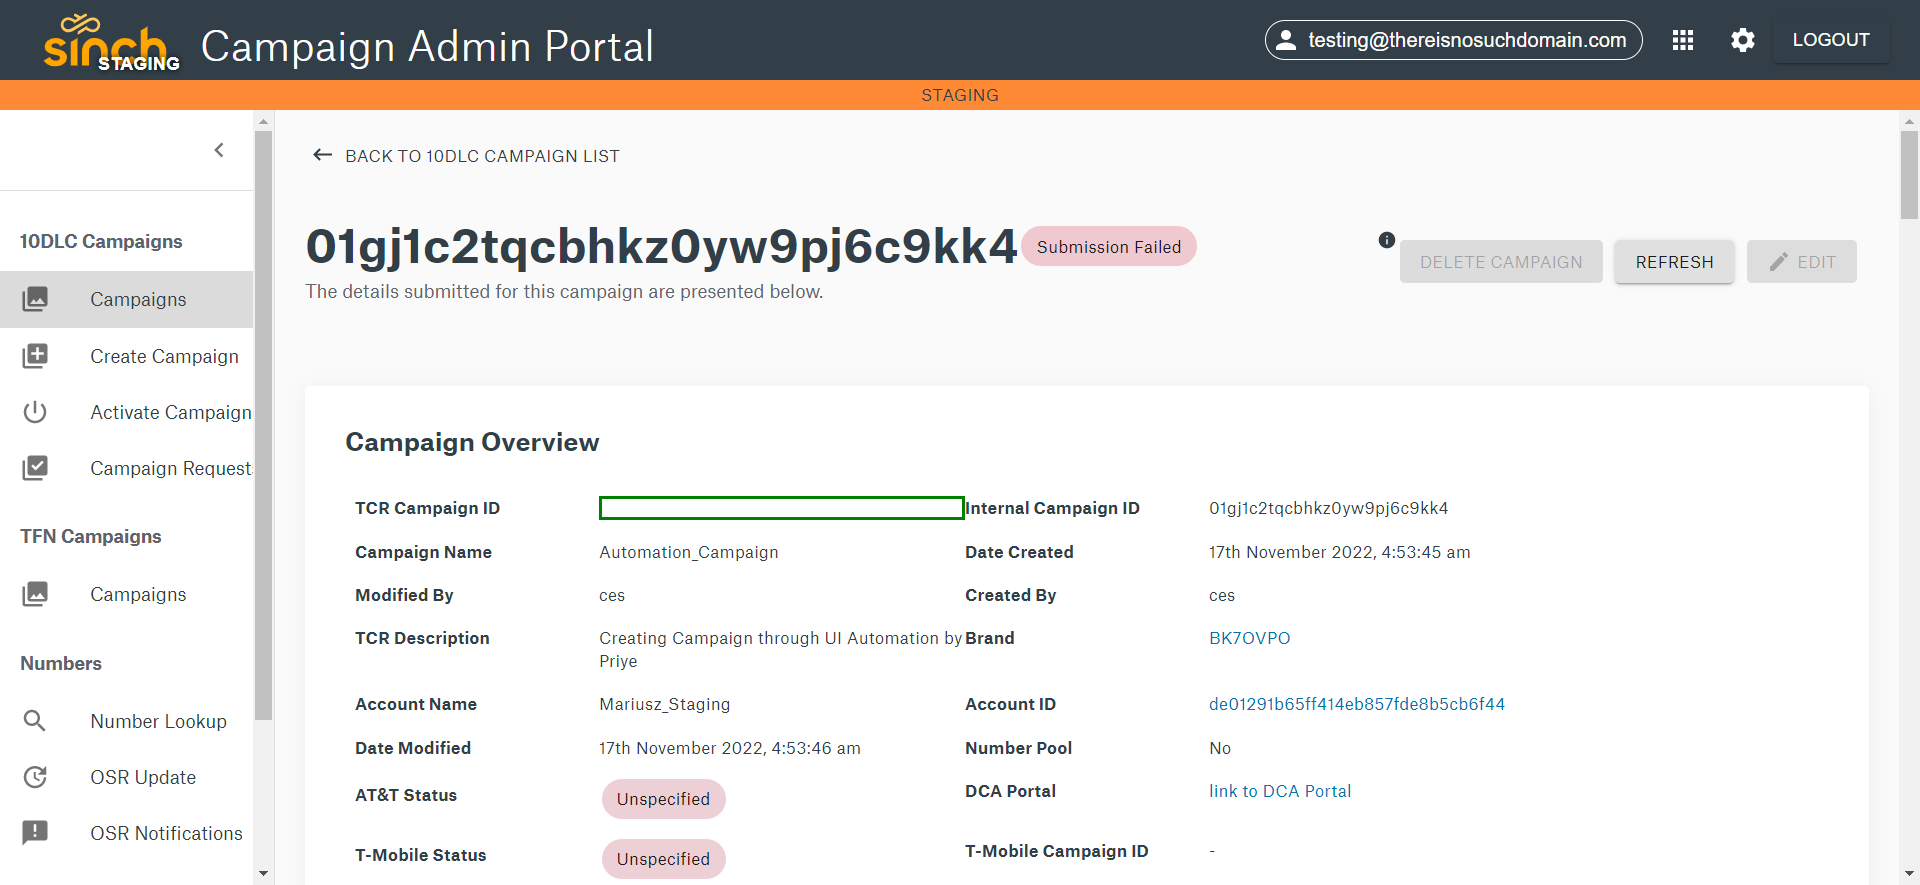 sinch STAGING Campaign Admin Portal testing@thereisnosuchdomain.com LOGOUT
STAGING
BACK TO 10DLC CAMPAIGN LIST
10DLC Campaigns
Campaigns
Create Campaign
Activate Campaign
Campaign Requests
TFN Campaigns
Campaigns
Numbers
Number Lookup
OSR Update
OSR Notifications
01gj1c2tqcbhkz0yw9pj6c9kk4 Submission Failed
DELETE CAMPAIGN REFRESH EDIT
The details submitted for this campaign are presented below.
Campaign Overview
TCR Campaign ID Internal Campaign ID 01gj1c2tqcbhkz0yw9pj6c9kk4
Campaign Name Automation_Campaign Date Created 17th November 2022, 4:53:45 am
Modified By ces Created By ces
TCR Description Creating Campaign through UI Automation by Brand BK7OVPO
Priye
Account Name Mariusz_Staging Account ID de01291b65ff414eb857fde8b5cb6f44
Date Modified 17th November 2022, 4:53:46 am Number Pool No
AT&T Status Unspecified DCA Portal link to DCA Portal
T-Mobile Status Unspecified T-Mobile Campaign ID -